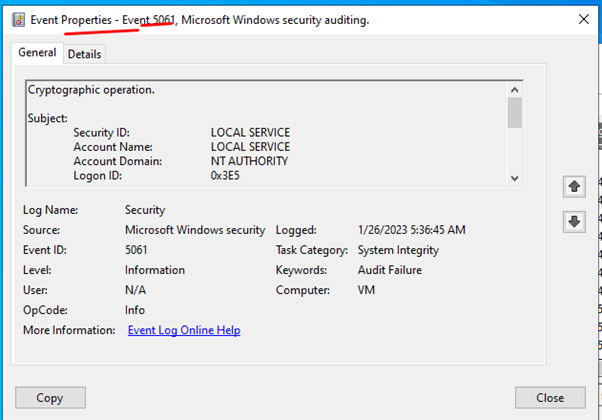 Event Properties - Event 5061, Microsoft Windows security auditing.
General Details
Cryptographic operation.
Subject:
Security ID: LOCAL SERVICE
Account Name: LOCAL SERVICE
Account Domain: NT AUTHORITY
Logon ID: 0x3E5
Log Name: Security
Source: Microsoft Windows security Logged: 1/26/2023 5:36:45 AM
Event ID: 5061 Task Category: System Integrity
Level: Information Keywords: Audit Failure
User: N/A Computer: VM
OpCode: Info
More Information: Event Log Online Help
Copy Close